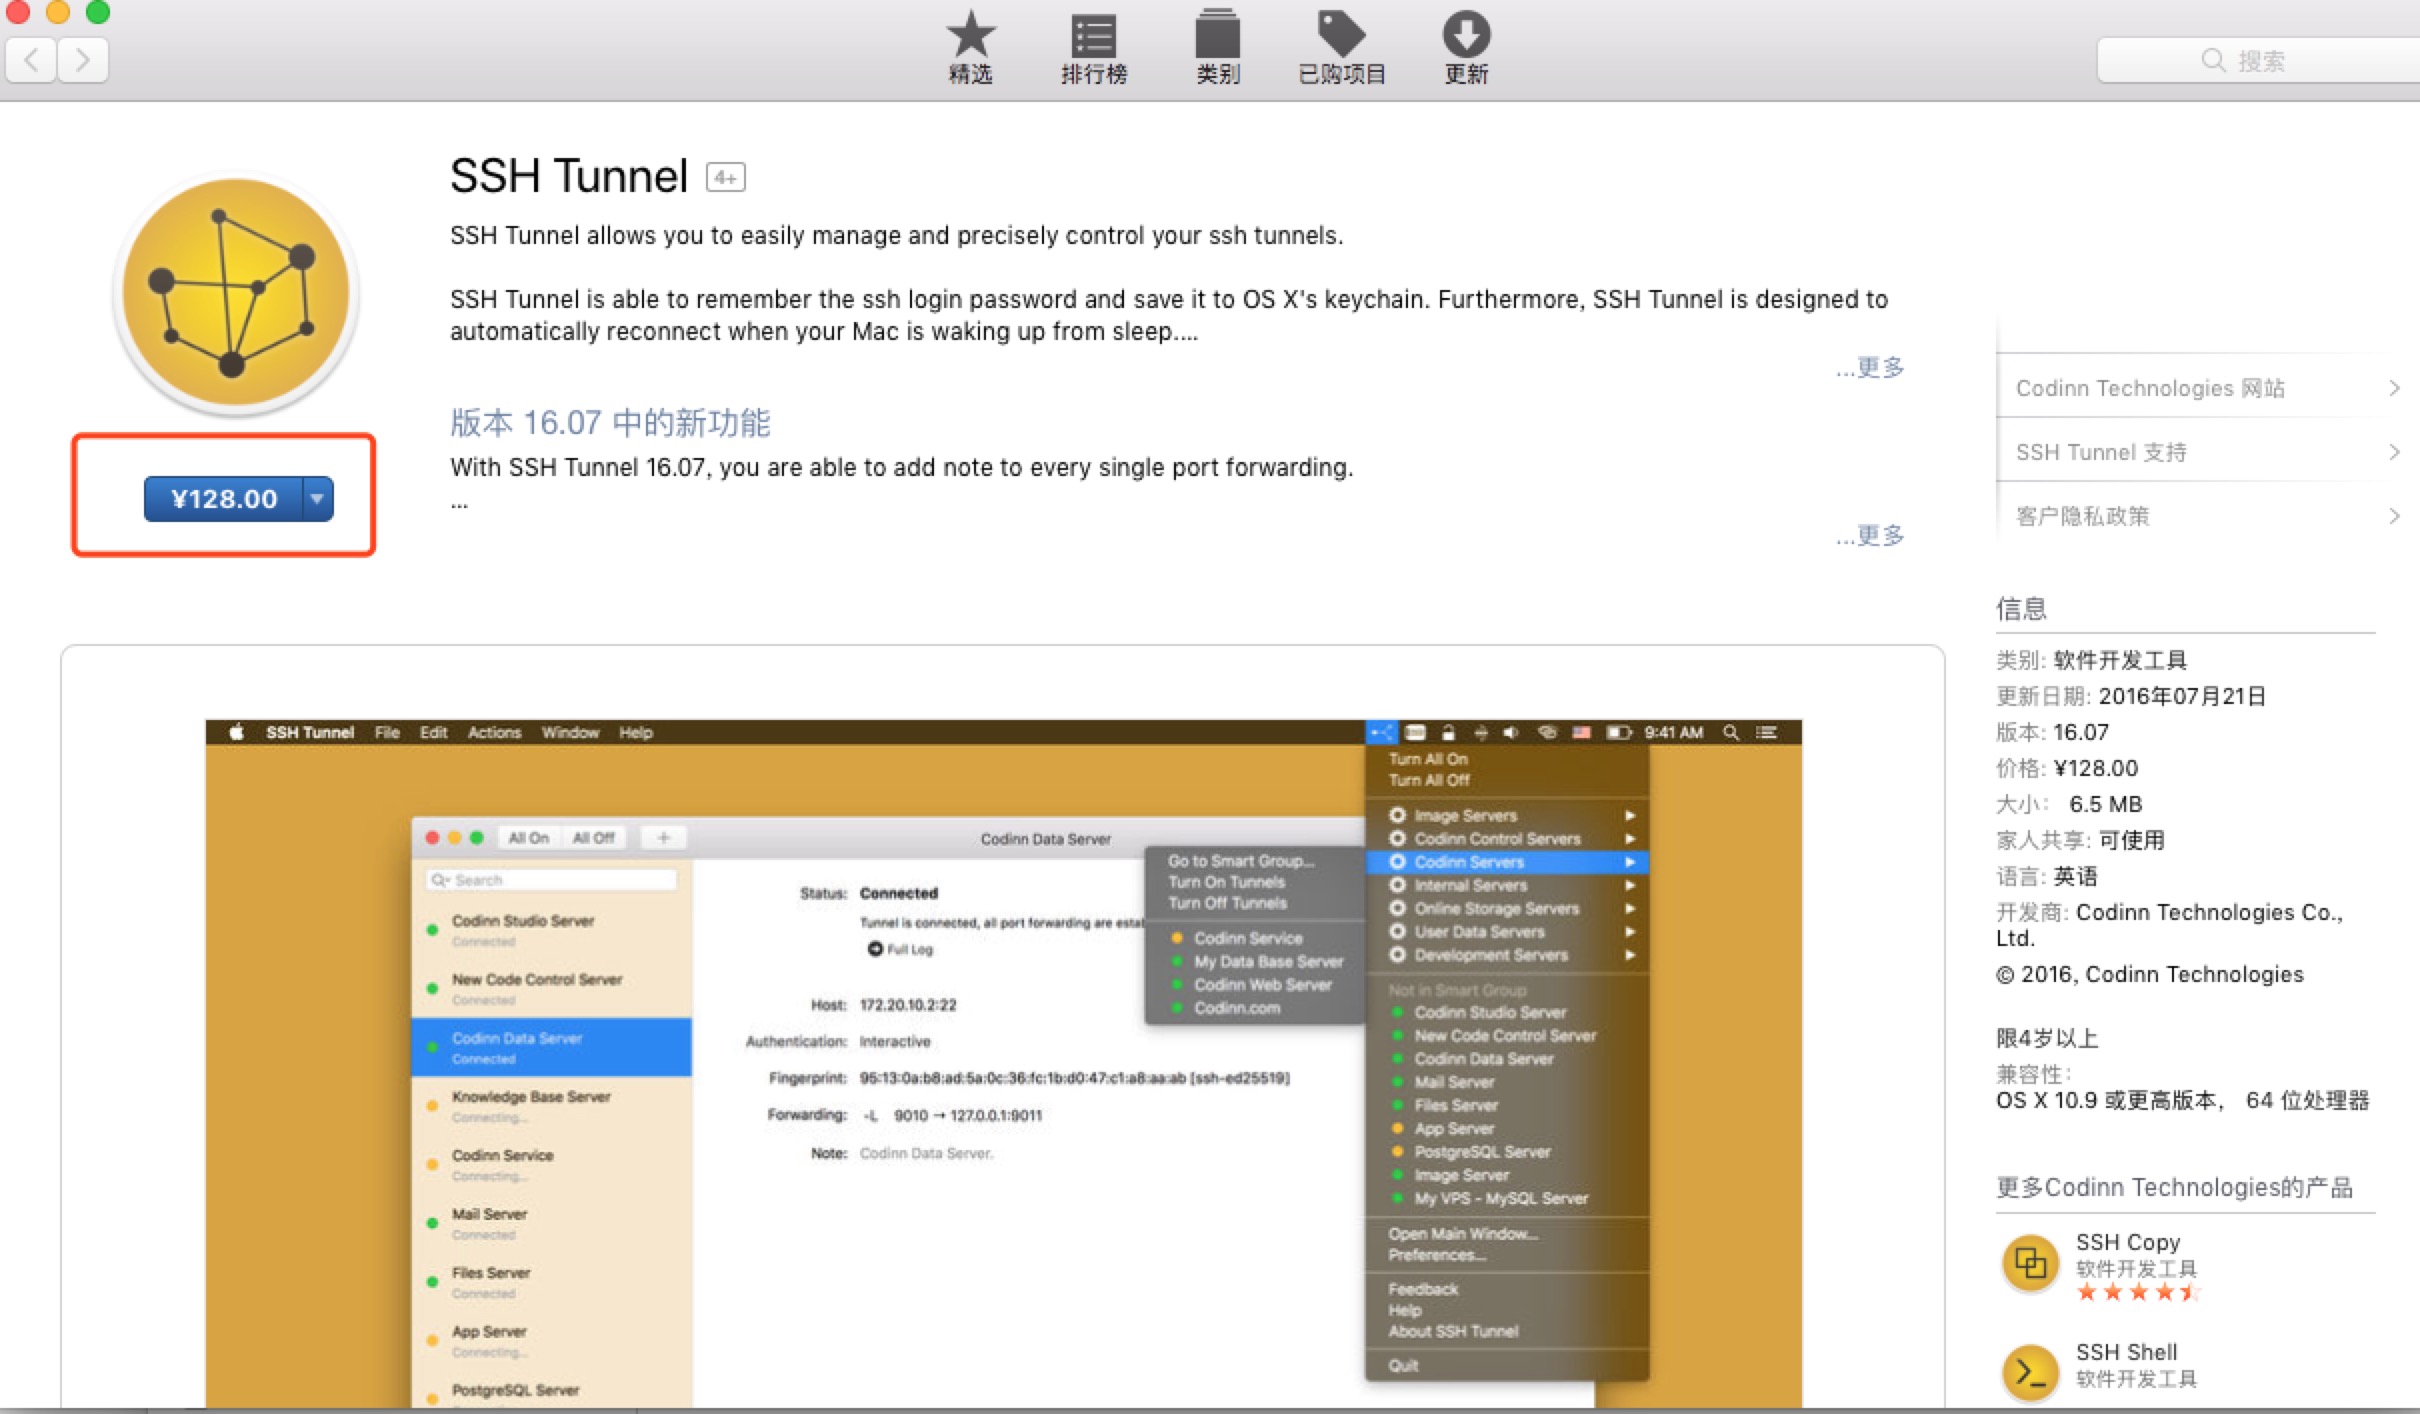 精选
排行榜
类别
已购项目
更新
搜索
SSH Tunnel 4+
SSH Tunnel allows you to easily manage and precisely control your ssh tunnels.
SSH Tunnel is able to remember the ssh login password and save it to OS X's keychain. Furthermore, SSH Tunnel is designed to
automatically reconnect when your Mac is waking up from sleep....
...更多
¥128.00
版本 16.07 中的新功能
With SSH Tunnel 16.07, you are able to add note to every single port forwarding.
...
...更多
Codinn Technologies 网站
SSH Tunnel 支持
客户隐私政策
信息
类别: 软件开发工具
更新日期: 2016年07月21日
版本: 16.07
价格: ¥128.00
大小: 6.5 MB
家人共享: 可使用
语言: 英语
开发商: Codinn Technologies Co.,
Ltd.
© 2016, Codinn Technologies
限4岁以上
兼容性:
OS X 10.9 或更高版本， 64 位处理器
更多Codinn Technologies的产品
SSH Copy
软件开发工具
SSH Shell
软件开发工具
SSH Tunnel File Edit Actions Window Help
9:41 AM
All On All Off +
Codinn Data Server
Search
Codinn Studio Server
Connected
New Code Control Server
Connected
Codinn Data Server
Connected
Knowledge Base Server
Connecting...
Codinn Service
Connecting...
Mail Server
Connected
Files Server
Connected
App Server
Connecting...
PostgreSQL Server
Status: Connected
Tunnel is connected, all port forwarding are estab
Full Log
Host: 172.20.10.2:22
Authentication: Interactive
Fingerprint: 95:13:0a:b8:ad:5a:0c:36:fc:1b:d0:47:c1:a8:aa:ab [ssh-ed25519]
Forwarding: -L 9010 → 127.0.0.1:9011
Note: Codinn Data Server.
Go to Smart Group...
Turn On Tunnels
Turn Off Tunnels
Codinn Service
My Data Base Server
Codinn Web Server
Codinn.com
Turn All On
Turn All Off
Image Servers
Codinn Control Servers
Codinn Servers
Internal Servers
Online Storage Servers
User Data Servers
Development Servers
Not in Smart Group
Codinn Studio Server
New Code Control Server
Codinn Data Server
Mail Server
Files Server
App Server
PostgreSQL Server
Image Server
My VPS - MySQL Server
Open Main Window...
Preferences...
Feedback
Help
About SSH Tunnel
Quit